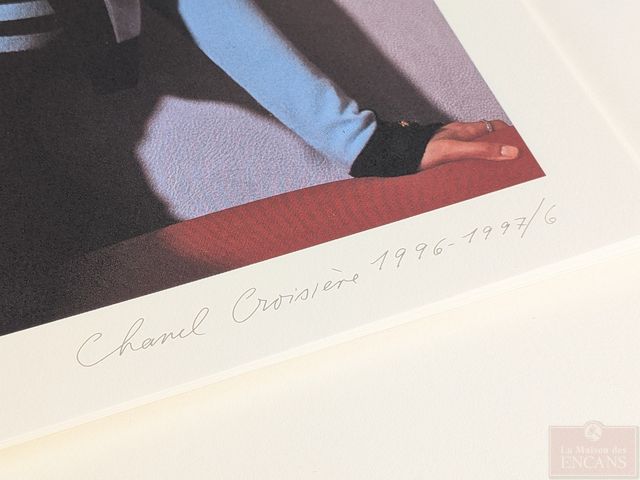 Chanel Croisière 1996-1997/6
La Maison des
ENCANS